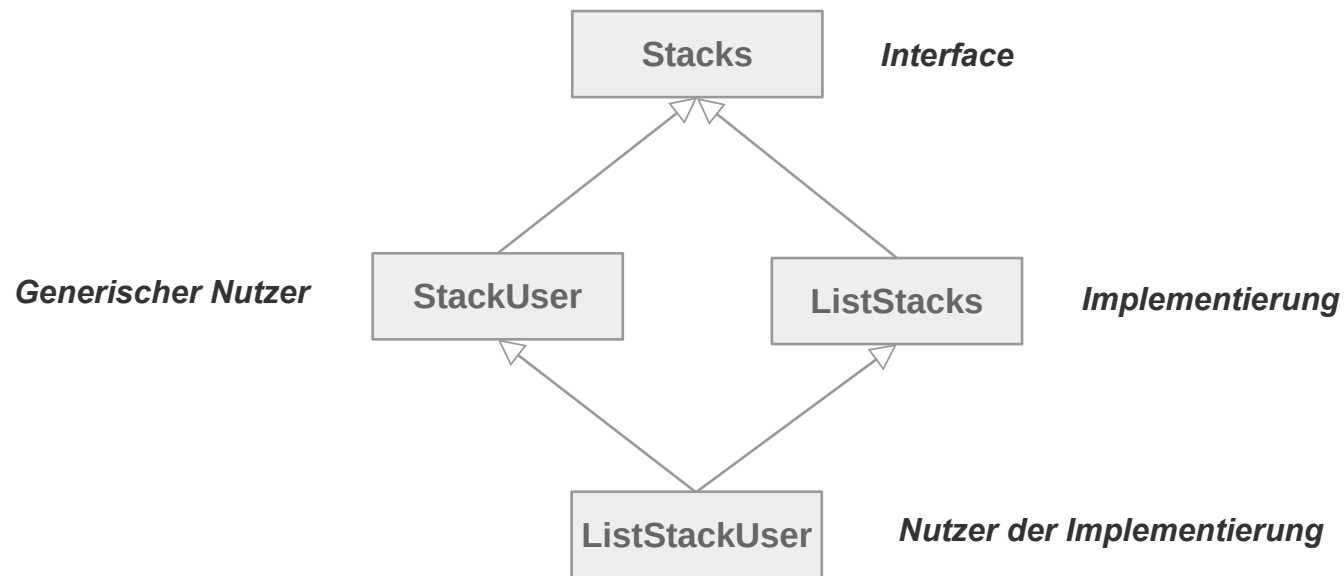 Stacks
Interface
Generischer Nutzer
StackUser
ListStacks
Implementierung
ListStackUser
Nutzer der Implementierung